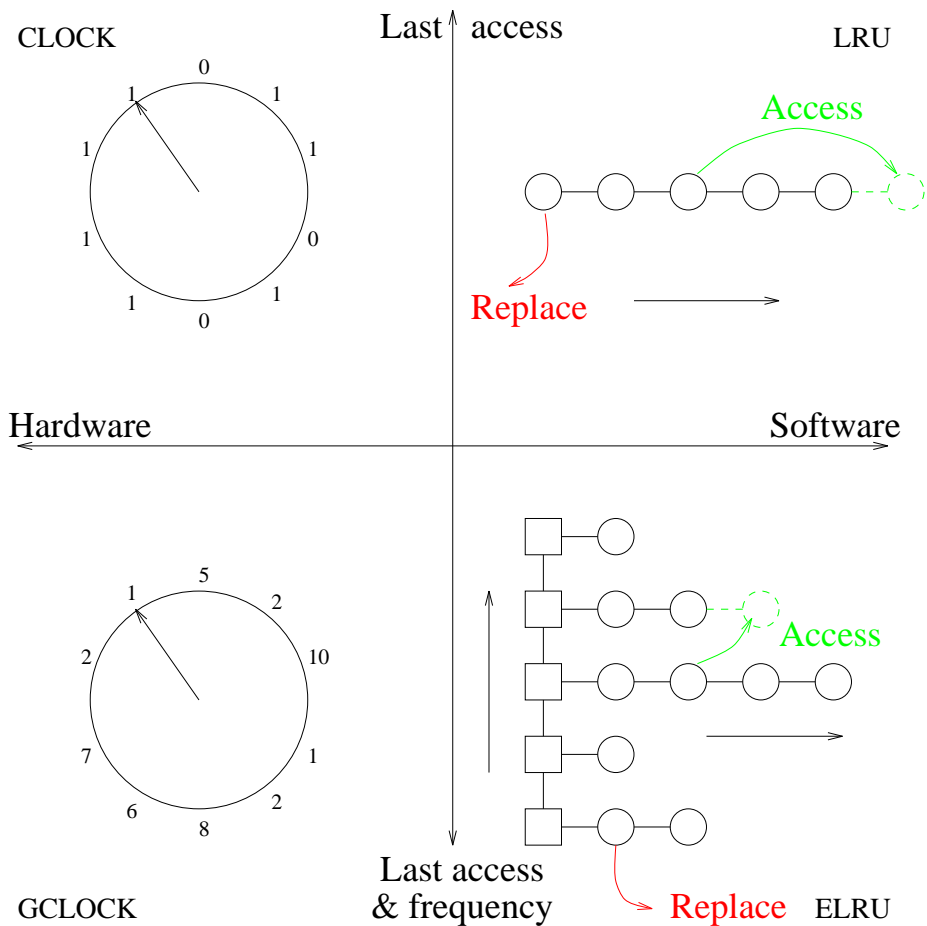 CLOCK
Last access
LRU
0
1
1
1
1
1
0
1
1
1
0
Access
Replace
Hardware
Software
5
1
2
2
10
7
1
6
2
8
Access
Last access
& frequency
Replace
GCLOCK
ELRU